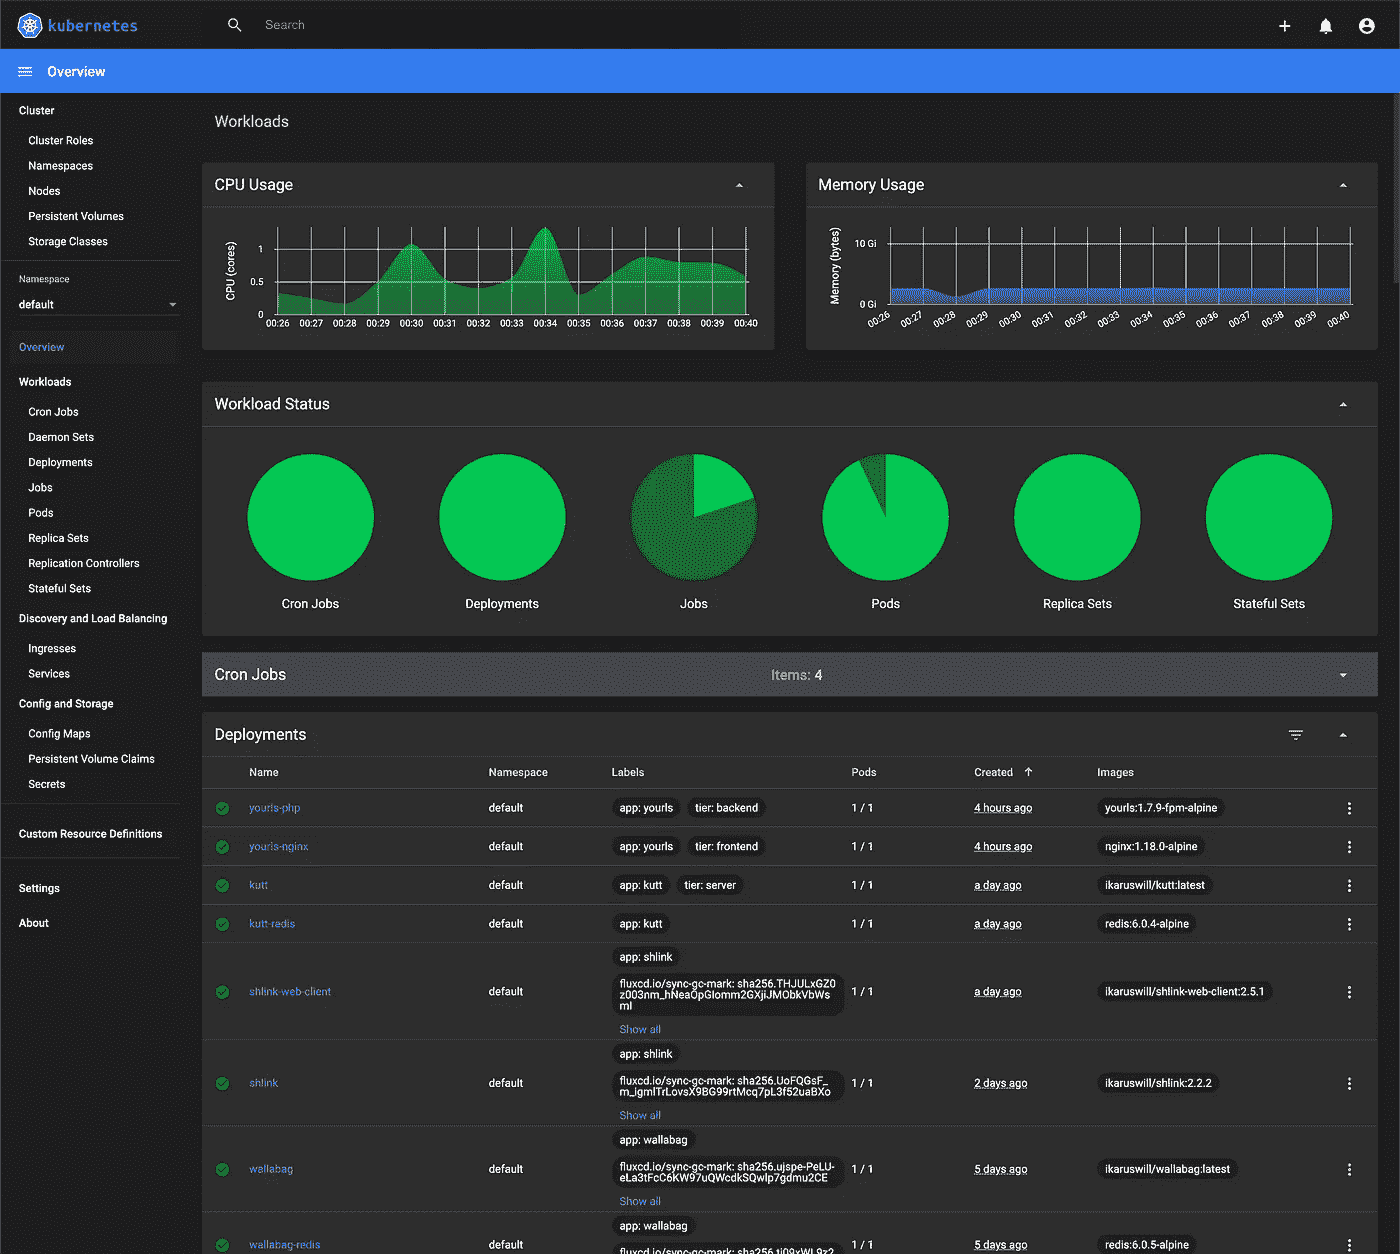 kubernetes
Search
Overview
Cluster
Cluster Roles
Namespaces
Nodes
Persistent Volumes
Storage Classes
Namespace
default
Overview
Workloads
Cron Jobs
Daemon Sets
Deployments
Jobs
Pods
Replica Sets
Replication Controllers
Stateful Sets
Discovery and Load Balancing
Ingresses
Services
Config and Storage
Config Maps
Persistent Volume Claims
Secrets
Custom Resource Definitions
Settings
About
Workloads
CPU Usage
CPU (cores)
1
0.5
0
00:26 00:27 00:28 00:29 00:30 00:31 00:32 00:33 00:34 00:35 00:36 00:37 00:38 00:39 00:40
Memory Usage
Memory (bytes)
10 Gi
0 Gi
00:26 00:27 00:28 00:29 00:30 00:31 00:32 00:33 00:34 00:35 00:36 00:37 00:38 00:39 00:40
Workload Status
Cron Jobs Deployments Jobs Pods Replica Sets Stateful Sets
Cron Jobs Items: 4
Deployments
Name Namespace Labels Pods Created Images
yourls-php default app: yourls tier: backend 1 / 1 4 hours ago yourls:1.7.9-fpm-alpine
yourls-nginx default app: yourls tier: frontend 1 / 1 4 hours ago nginx:1.18.0-alpine
kutt default app: kutt tier: server 1 / 1 a day ago ikaruswill/kutt:latest
kutt-redis default app: kutt 1 / 1 a day ago redis:6.0.4-alpine
app: shlink
fluxcd.io/sync-gc-mark: sha256.THJULxGZ0
shlink-web-client default z003nm_hNeaOpGlomm2GXjiJMObkVbWs 1 / 1 a day ago ikaruswill/shlink-web-client:2.5.1
mI
Show all
app: shlink
fluxcd.io/sync-gc-mark: sha256.UoFQGsF_
shlink default m_igmlTrLovsX9BG99rtMcq7pL3f52uaBXo 1 / 1 2 days ago ikaruswill/shlink:2.2.2
Show all
app: wallabag
fluxcd.io/sync-gc-mark: sha256.ujspe-PeLU-
wallabag default eLa3tFcC6KW97uQWcdkSQwIp7gdmu2CE 1 / 1 5 days ago ikaruswill/wallabag:latest
Show all
app: wallabag
wallabag-redis default 1 / 1 5 days ago redis:6.0.5-alpine
fluxcd.io/sync-gc-mark: